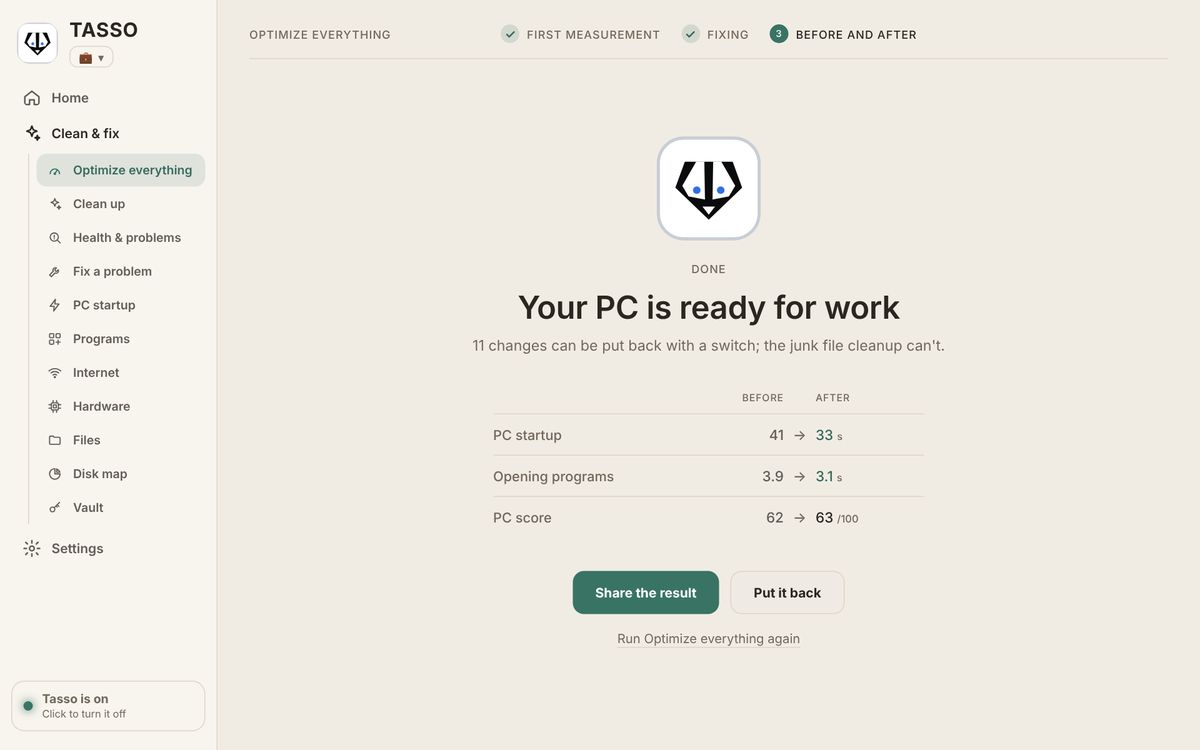 TASSO
Home
Clean & fix
Optimize everything
Clean up
Health & problems
Fix a problem
PC startup
Programs
Internet
Hardware
Files
Disk map
Vault
Settings
Tasso is on
Click to turn it off
OPTIMIZE EVERYTHING
FIRST MEASUREMENT
FIXING
3 BEFORE AND AFTER
DONE
Your PC is ready for work
11 changes can be put back with a switch; the junk file cleanup can't.
BEFORE AFTER
PC startup 41 → 33 s
Opening programs 3.9 → 3.1 s
PC score 62 → 63 /100
Share the result
Put it back
Run Optimize everything again